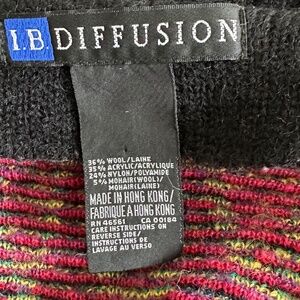 I.B. DIFFUSION
36% WOOL/LAINE
35% ACRYLIC/ACRYLIQUE
24% NYLON/POLYAMIDE
5% MOHAIR(WOOL)/
MOHAIR(LAINE)
MADE IN HONG KONG/
FABRIQUE A HONG KONG
RN 46561 CA 00184
CARE INSTRUCTIONS ON
REVERSE SIDE/
INSTRUCTIONS DE
LAVAGE AU VERSO